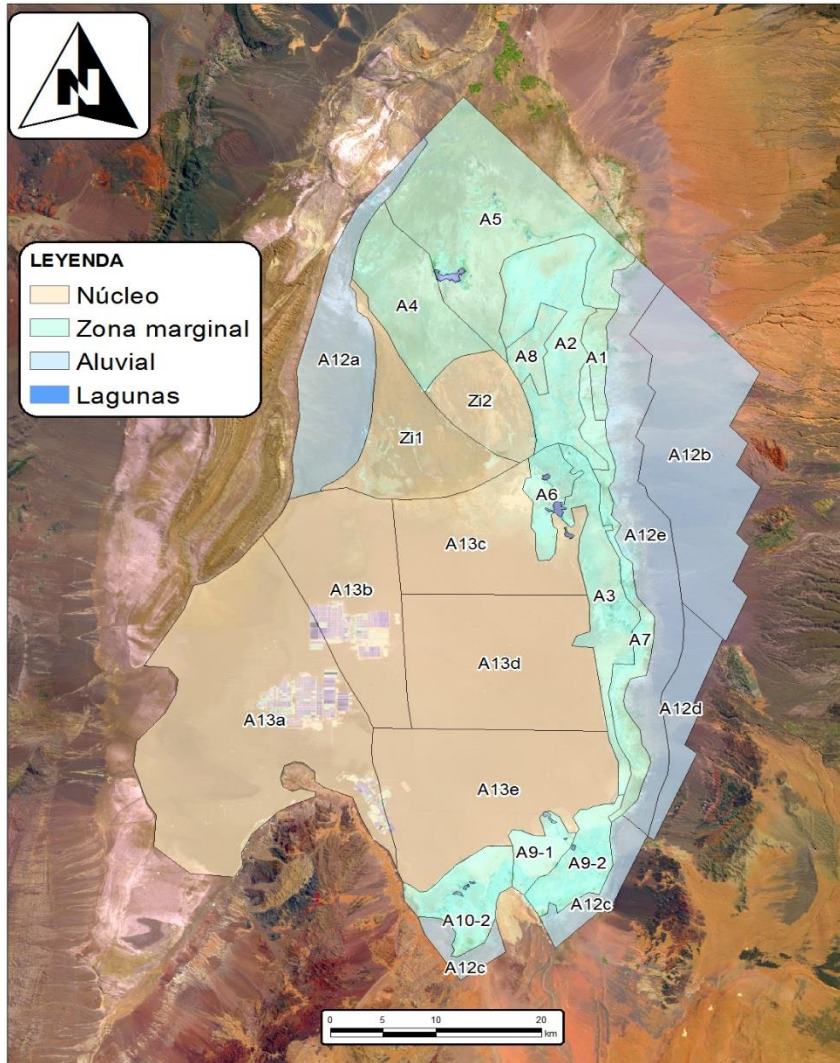 N
LEYENDA
Núcleo
Zona marginal
Aluvial
Lagunas
A5
A4
A2
A1
A8
A12a
Zi2
Zi1
A12b
A6
A12e
A13c
A13b
A3
A7
A13d
A13a
A12d
A13e
A9-1
A9-2
A12c
A10-2
A12c
0 5 10 20
km